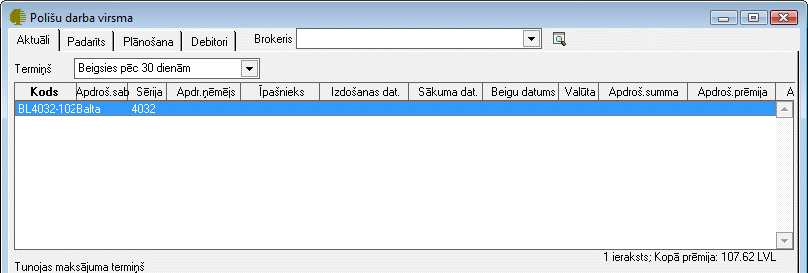 Polišu darba virsma
Aktuāli Padarīts Plānošana Debitori Brokeris
Termiņš Beigsies pēc 30 dienām
Kods Apdroš.sab Sērija Apdr.ņēmējs Īpašnieks Izdošanas dat. Sākuma dat. Beigu datums Valūta Apdroš.summa Apdroš.prēmija A
BL4032-102 Balta 4032
1 ieraksts; Kopā prēmija: 107.62 LVL
Tuvojas maksājuma termiņš